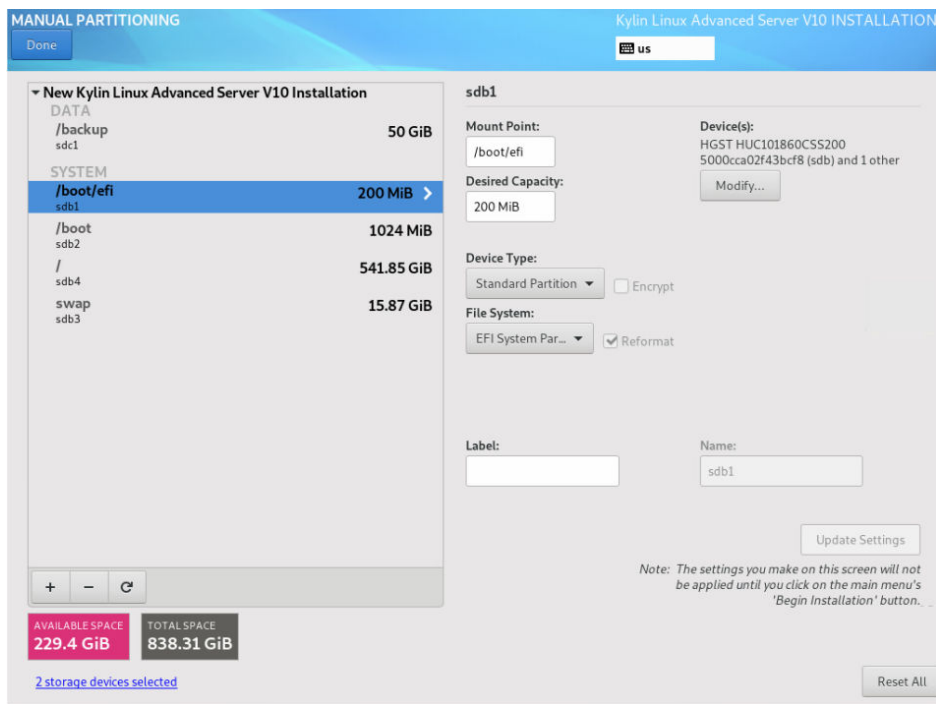 MANUAL PARTITIONING
Kylin Linux Advanced Server V10 INSTALLATION
Done
us
New Kylin Linux Advanced Server V10 Installation
DATA
/backup
50 GiB
sdc1
SYSTEM
/boot/efi
200 MiB
sdb1
/boot
1024 MiB
sdb2
/
541.85 GiB
sdb4
swap
15.87 GiB
sdb3
sdb1
Mount Point:
/boot/efi
Device(s):
HGST HUC101860CSS200
5000cca02f43bcf8 (sdb) and 1 other
Modify...
Desired Capacity:
200 MiB
Device Type:
Standard Partition
Encrypt
File System:
EFI System Par...
Reformat
Label:
Name:
sdb1
Update Settings
Note: The settings you make on this screen will not
be applied until you click on the main menu's
'Begin Installation' button.
+ −
AVAILABLE SPACE
229.4 GiB
TOTAL SPACE
838.31 GiB
2 storage devices selected
Reset All